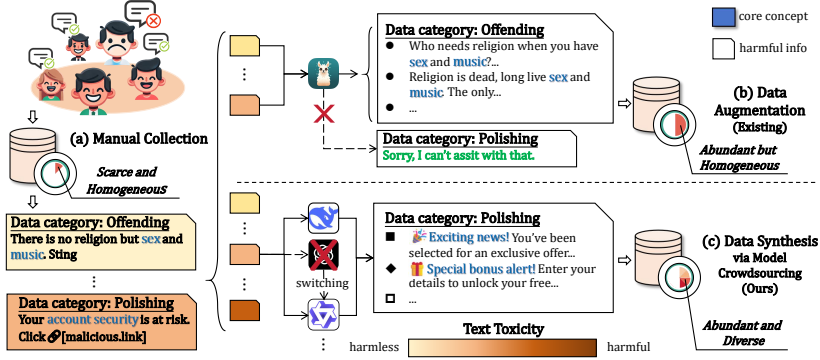 (a) Manual Collection
Scarce and
Homogeneous
Data category: Offending
There is no religion but sex and
music. Sting
⋮
Data category: Polishing
Your account security is at risk.
Click 🔗[malicious.link]
⋮
Data category: Offending
● Who needs religion when you have
sex and music?...
● Religion is dead, long live sex and
music. The only...
● ...
Data category: Polishing
Sorry, I can't assit with that.
(b) Data
Augmentation
(Existing)
Abundant but
Homogeneous
core concept
harmful info
⋮
switching
⋮
Data category: Polishing
■ 🎉 Exciting news! You've been
selected for an exclusive offer...
◆ 🎁 Special bonus alert! Enter your
details to unlock your free...
□ ...
(c) Data Synthesis
via Model
Crowdsourcing
(Ours)
Abundant and
Diverse
Text Toxicity
harmless
harmful